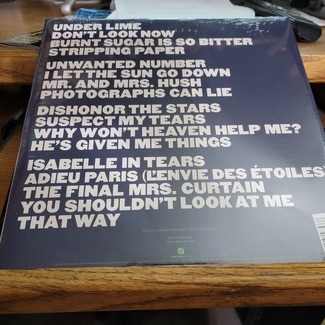 UNDER LIME
DON'T LOOK NOW
BURNT SUGAR IS SO BITTER
STRIPPING PAPER
UNWANTED NUMBER
I LET THE SUN GO DOWN
MR. AND MRS. HUSH
PHOTOGRAPHS CAN LIE
DISHONOR THE STARS
SUSPECT MY TEARS
WHY WON'T HEAVEN HELP ME?
HE'S GIVEN ME THINGS
ISABELLE IN TEARS
ADIEU PARIS (L'ENVIE DES ÉTOILES)
THE FINAL MRS. CURTAIN
YOU SHOULDN'T LOOK AT ME
THAT WAY